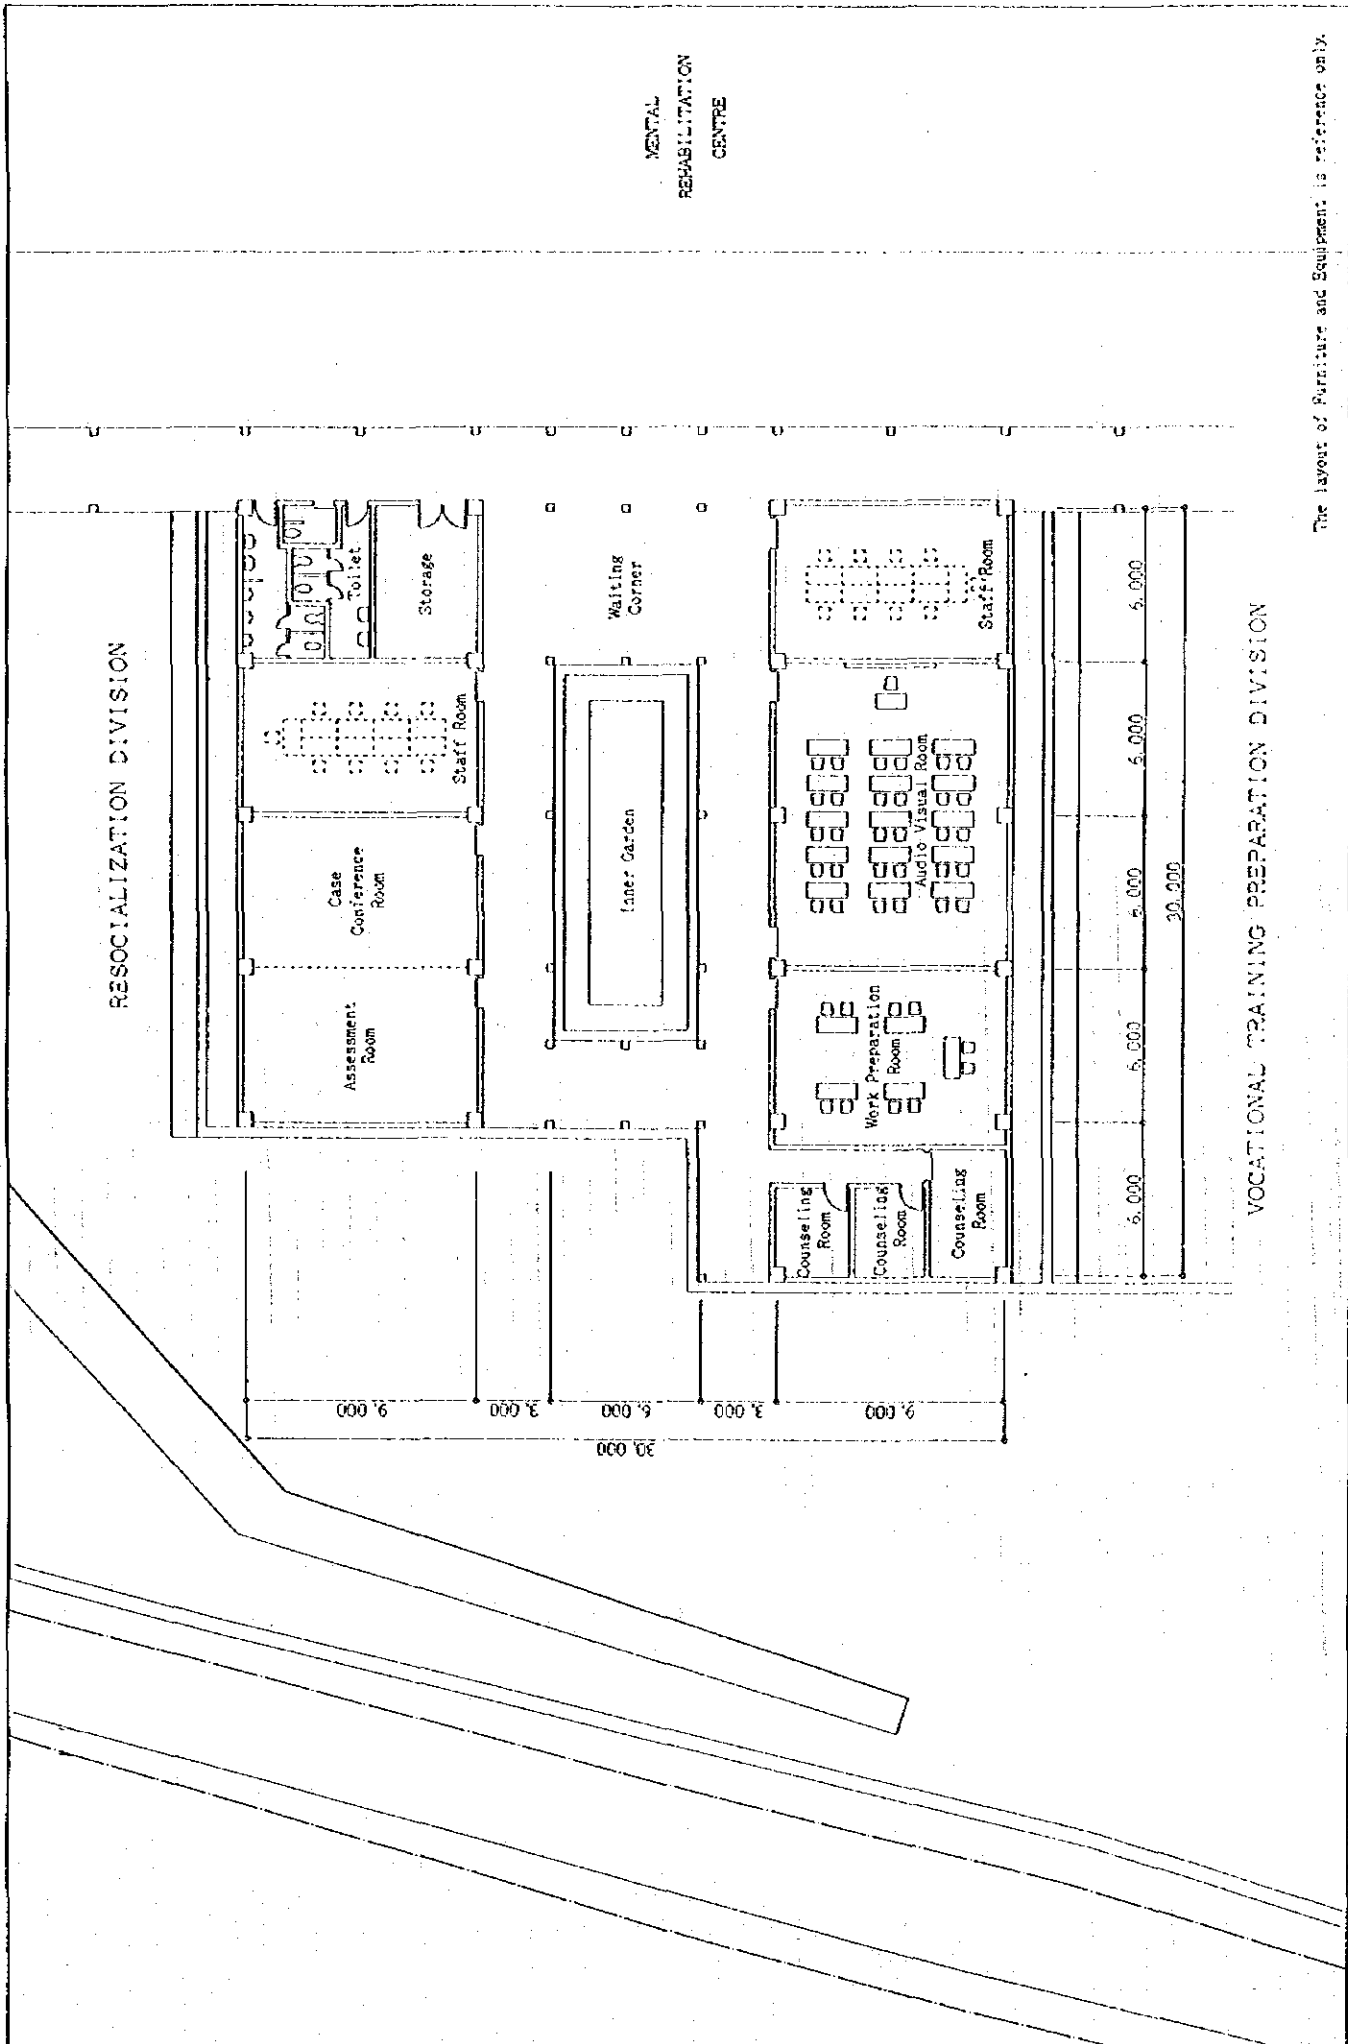 MENTAL
REHABILITATION
CENTRE
RESOCIALIZATION DIVISION
Assessment
Room
Case
Conference
Room
Staff Room
Toilet
Storage
Inner Garden
Waiting
Corner
Counseling
Room
Counseling
Room
Counseling
Room
Work Preparation
Room
Audio Visual Room
Staff Room
9,000
3,000
6,000
3,000
9,000
30,000
6,000
6,000
6,000
6,000
6,000
30,000
VOCATIONAL TRAINING PREPARATION DIVISION
The layout of Furniture and Equipment is reference only.